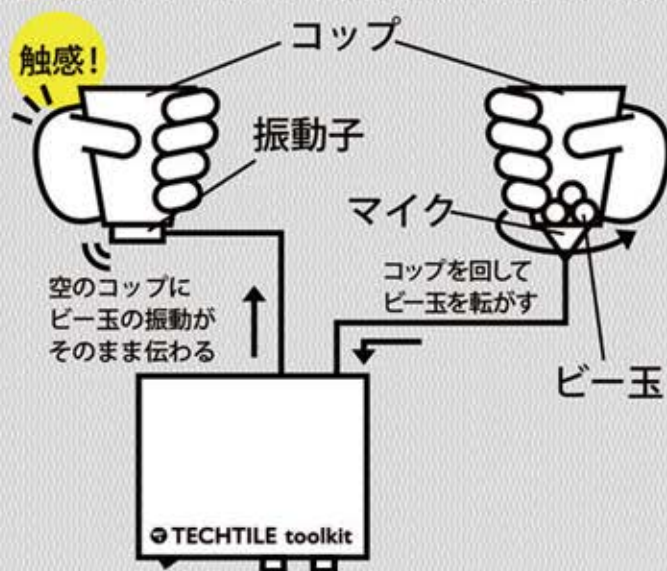 触感!
コップ
振動子
マイク
空のコップに
ビー玉の振動が
そのまま伝わる
コップを回して
ビー玉を転がす
ビー玉
TECHTILE toolkit